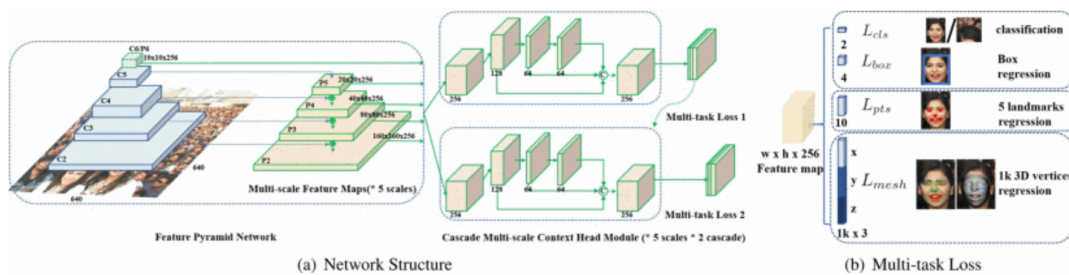 C6/P6
10x10x256
C5
C4
C3
C2
640
640
P5
20x20x256
P4
40x40x256
P3
80x80x256
P2
160x160x256
Multi-scale Feature Maps(* 5 scales)
Feature Pyramid Network
256
128
64
64
C
256
Multi-task Loss 1
256
128
64
64
C
256
Multi-task Loss 2
Cascade Multi-scale Context Head Module (* 5 scales * 2 cascade)
(a) Network Structure
w x h x 256
Feature map
2
L_cls
/
classification
4
L_box
Box
regression
10
L_pts
5 landmarks
regression
x
y
z
L_mesh
1k 3D vertices
regression
1k x 3
(b) Multi-task Loss